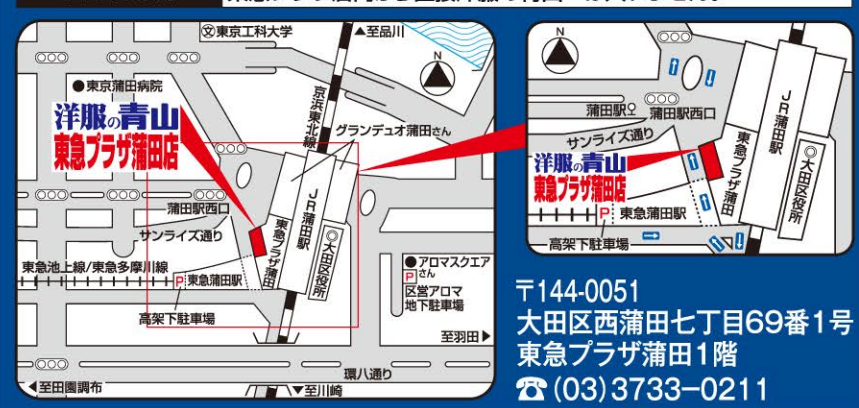 文東京工科大学
▲至品川
●東京蒲田病院
洋服の青山
東急プラザ蒲田店
京浜東北線
グランデュオ蒲田さん
蒲田駅西口
サンライズ通り
JR蒲田駅
東急プラザ蒲田
◎大田区役所
東急池上線/東急多摩川線
P 東急蒲田駅
高架下駐車場
●アロマスクエア
Pさん
区営アロマ
地下駐車場
至羽田▶
環八通り
◀至田園調布
▼至川崎
N
N
蒲田駅
蒲田駅西口
サンライズ通り
洋服の青山
東急プラザ蒲田店
JR蒲田駅
東急プラザ蒲田
◎大田区役所
P 東急蒲田駅
高架下駐車場
〒144-0051
大田区西蒲田七丁目69番1号
東急プラザ蒲田1階
☎(03)3733-0211